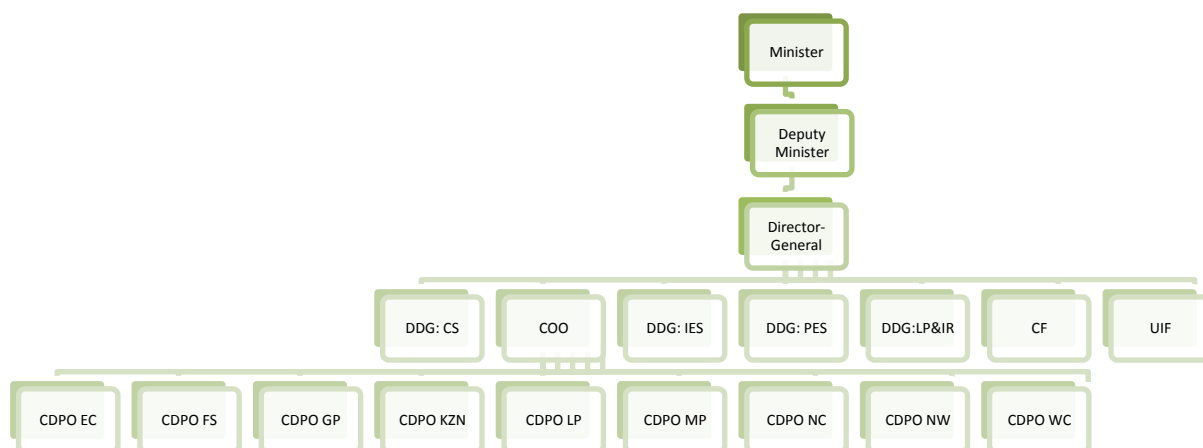 Minister
Deputy
Minister
Director-
General
DDG: CS
COO
DDG: IES
DDG: PES
DDG:LP&IR
CF
UIF
CDPO EC
CDPO FS
CDPO GP
CDPO KZN
CDPO LP
CDPO MP
CDPO NC
CDPO NW
CDPO WC